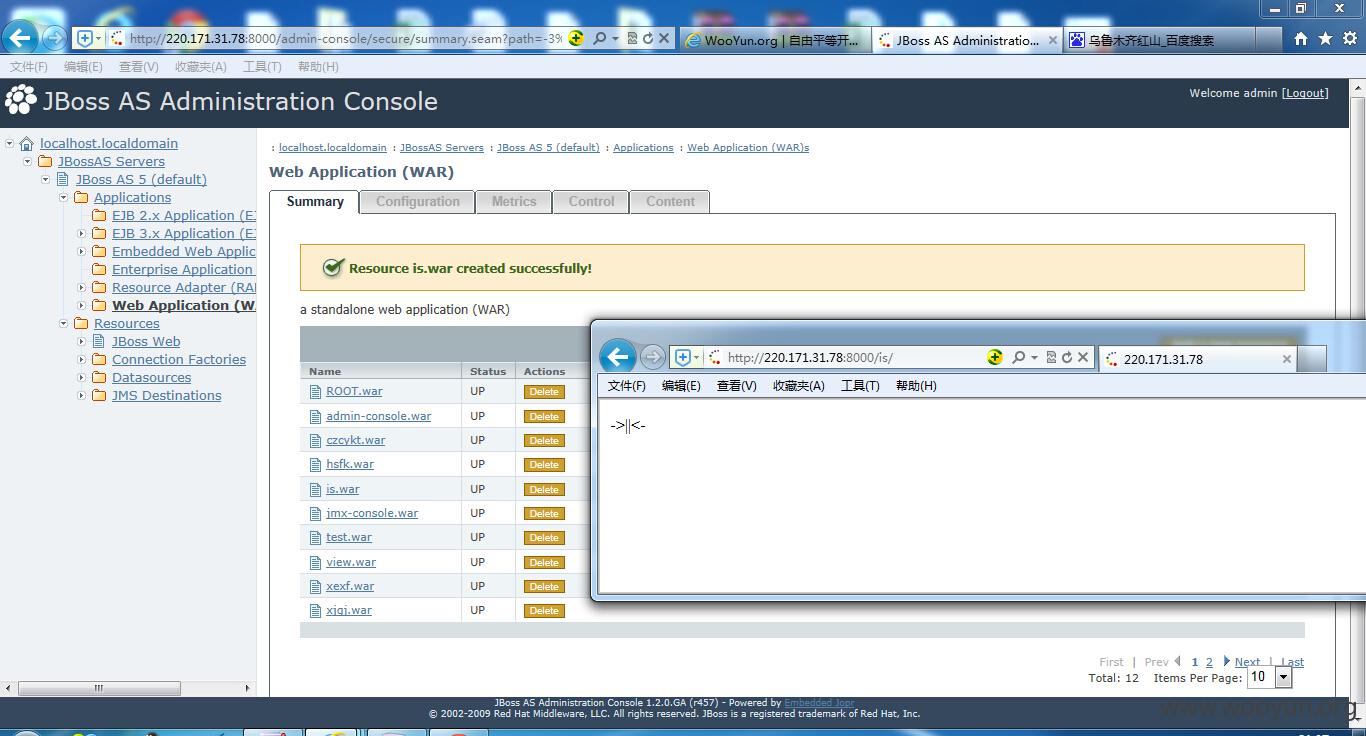 http://220.171.31.78:8000/admin-console/secure/summary.seam?path=-3%
WooYun.org | 自由平等开...
JBoss AS Administratio...
乌鲁木齐红山_百度搜索
文件(F) 编辑(E) 查看(V) 收藏夹(A) 工具(T) 帮助(H)
JBoss AS Administration Console
Welcome admin [Logout]
localhost.localdomain
JBossAS Servers
JBoss AS 5 (default)
Applications
EJB 2.x Application (E
EJB 3.x Application (E
Embedded Web Applic
Enterprise Application
Resource Adapter (RA
Web Application (W
Resources
JBoss Web
Connection Factories
Datasources
JMS Destinations
: localhost.localdomain : JBossAS Servers : JBoss AS 5 (default) : Applications : Web Application (WAR)s
Web Application (WAR)
Summary Configuration Metrics Control Content
Resource is.war created successfully!
a standalone web application (WAR)
Name Status Actions
ROOT.war UP Delete
admin-console.war UP Delete
czcykt.war UP Delete
hsfk.war UP Delete
is.war UP Delete
jmx-console.war UP Delete
test.war UP Delete
view.war UP Delete
xexf.war UP Delete
xjgj.war UP Delete
http://220.171.31.78:8000/is/
220.171.31.78
文件(F) 编辑(E) 查看(V) 收藏夹(A) 工具(T) 帮助(H)
->||<-
First | Prev 1 2 Next | Last
Total: 12 Items Per Page: 10
JBoss AS Administration Console 1.2.0.GA (r457) - Powered by Embedded Jopr
© 2002-2009 Red Hat Middleware, LLC. All rights reserved. JBoss is a registered trademark of Red Hat, Inc.
www.wooyun.org